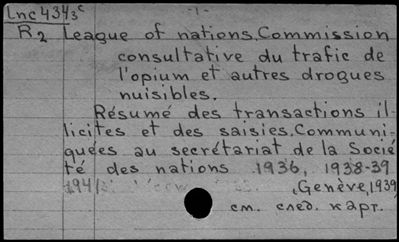 Lnc 4343c -1-
R2 League of nations. Commission
consultative du trafic de
l'opium et autres drogues
nuisibles.
Résumé des transactions il-
licites et des saisies. Communi-
quées au secrétariat de la Socié
té des nations 1936, 1938-39
,Genève,1939
см. след. карт.